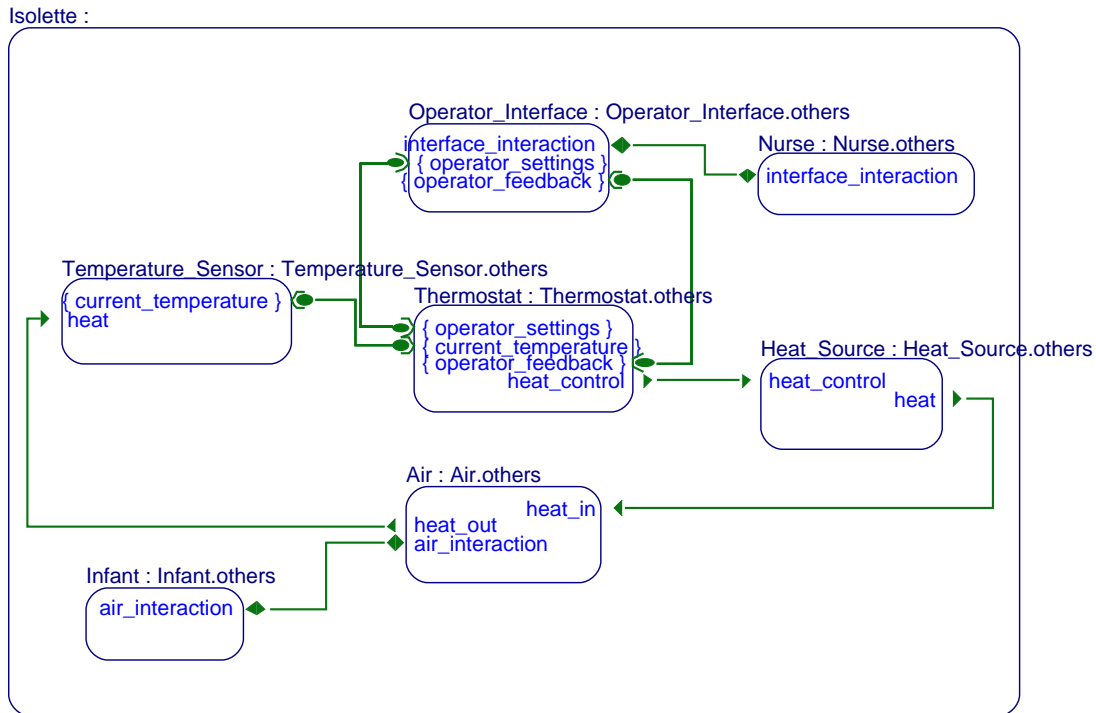 Isolette :
Operator_Interface : Operator_Interface.others
interface_interaction
{ operator_settings }
{ operator_feedback }
Nurse : Nurse.others
interface_interaction
Temperature_Sensor : Temperature_Sensor.others
{ current_temperature }
heat
Thermostat : Thermostat.others
{ operator_settings }
{ current_temperature }
{ operator_feedback }
heat_control
Heat_Source : Heat_Source.others
heat_control
heat
Air : Air.others
heat_in
heat_out
air_interaction
Infant : Infant.others
air_interaction